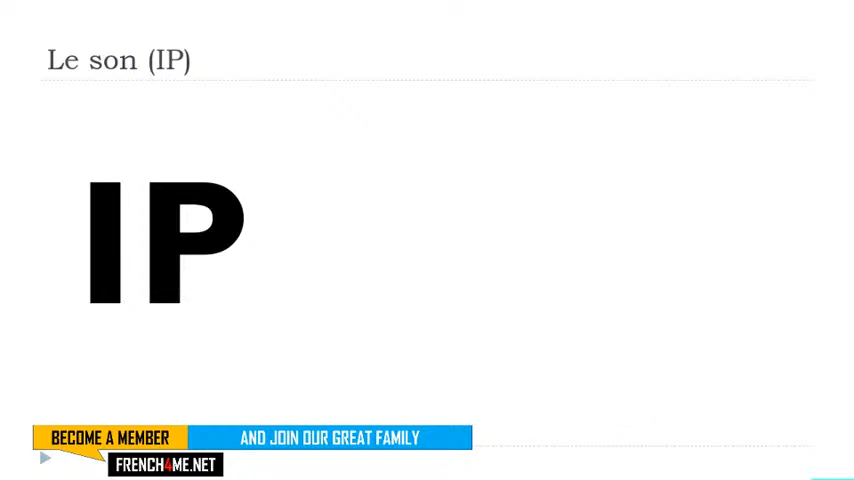 Le son (IP)
IP
BECOME A MEMBER
AND JOIN OUR GREAT FAMILY
FRENCH4ME.NET